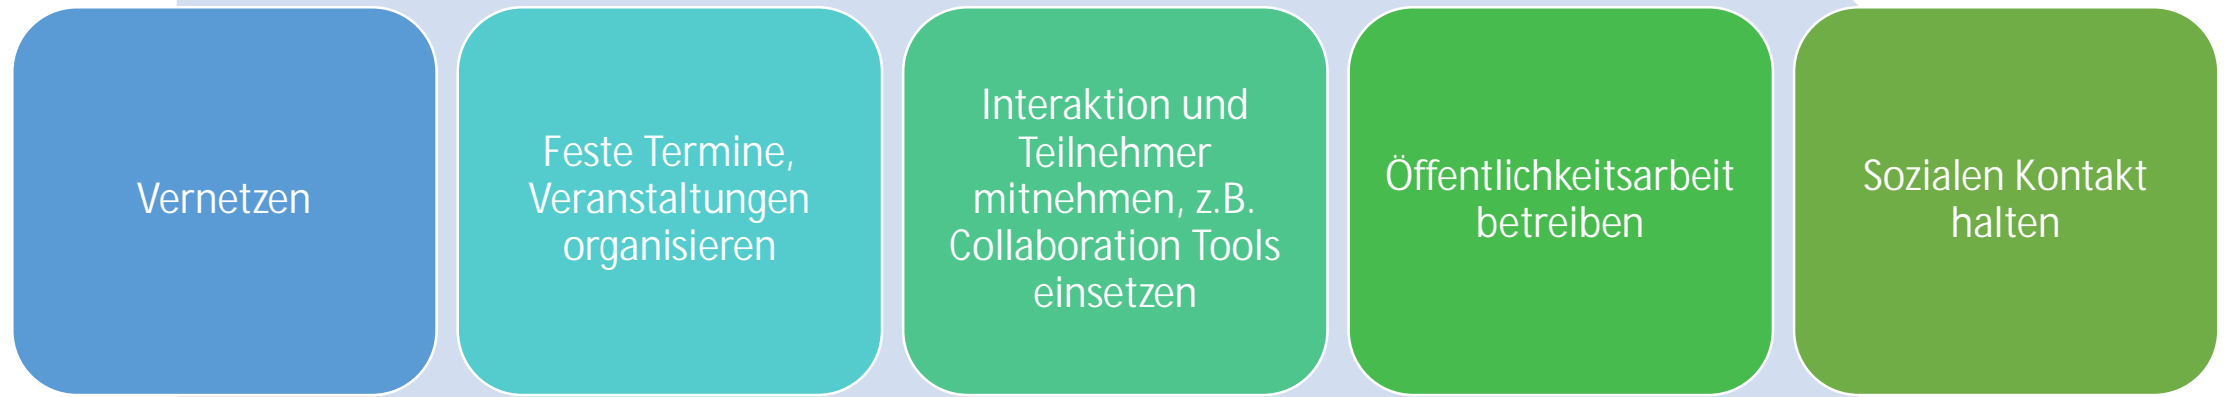 Vernetzen
Feste Termine,
Veranstaltungen
organisieren
Interaktion und
Teilnehmer
mitnehmen, z.B.
Collaboration Tools
einsetzen
Öffentlichkeitsarbeit
betreiben
Sozialen Kontakt
halten